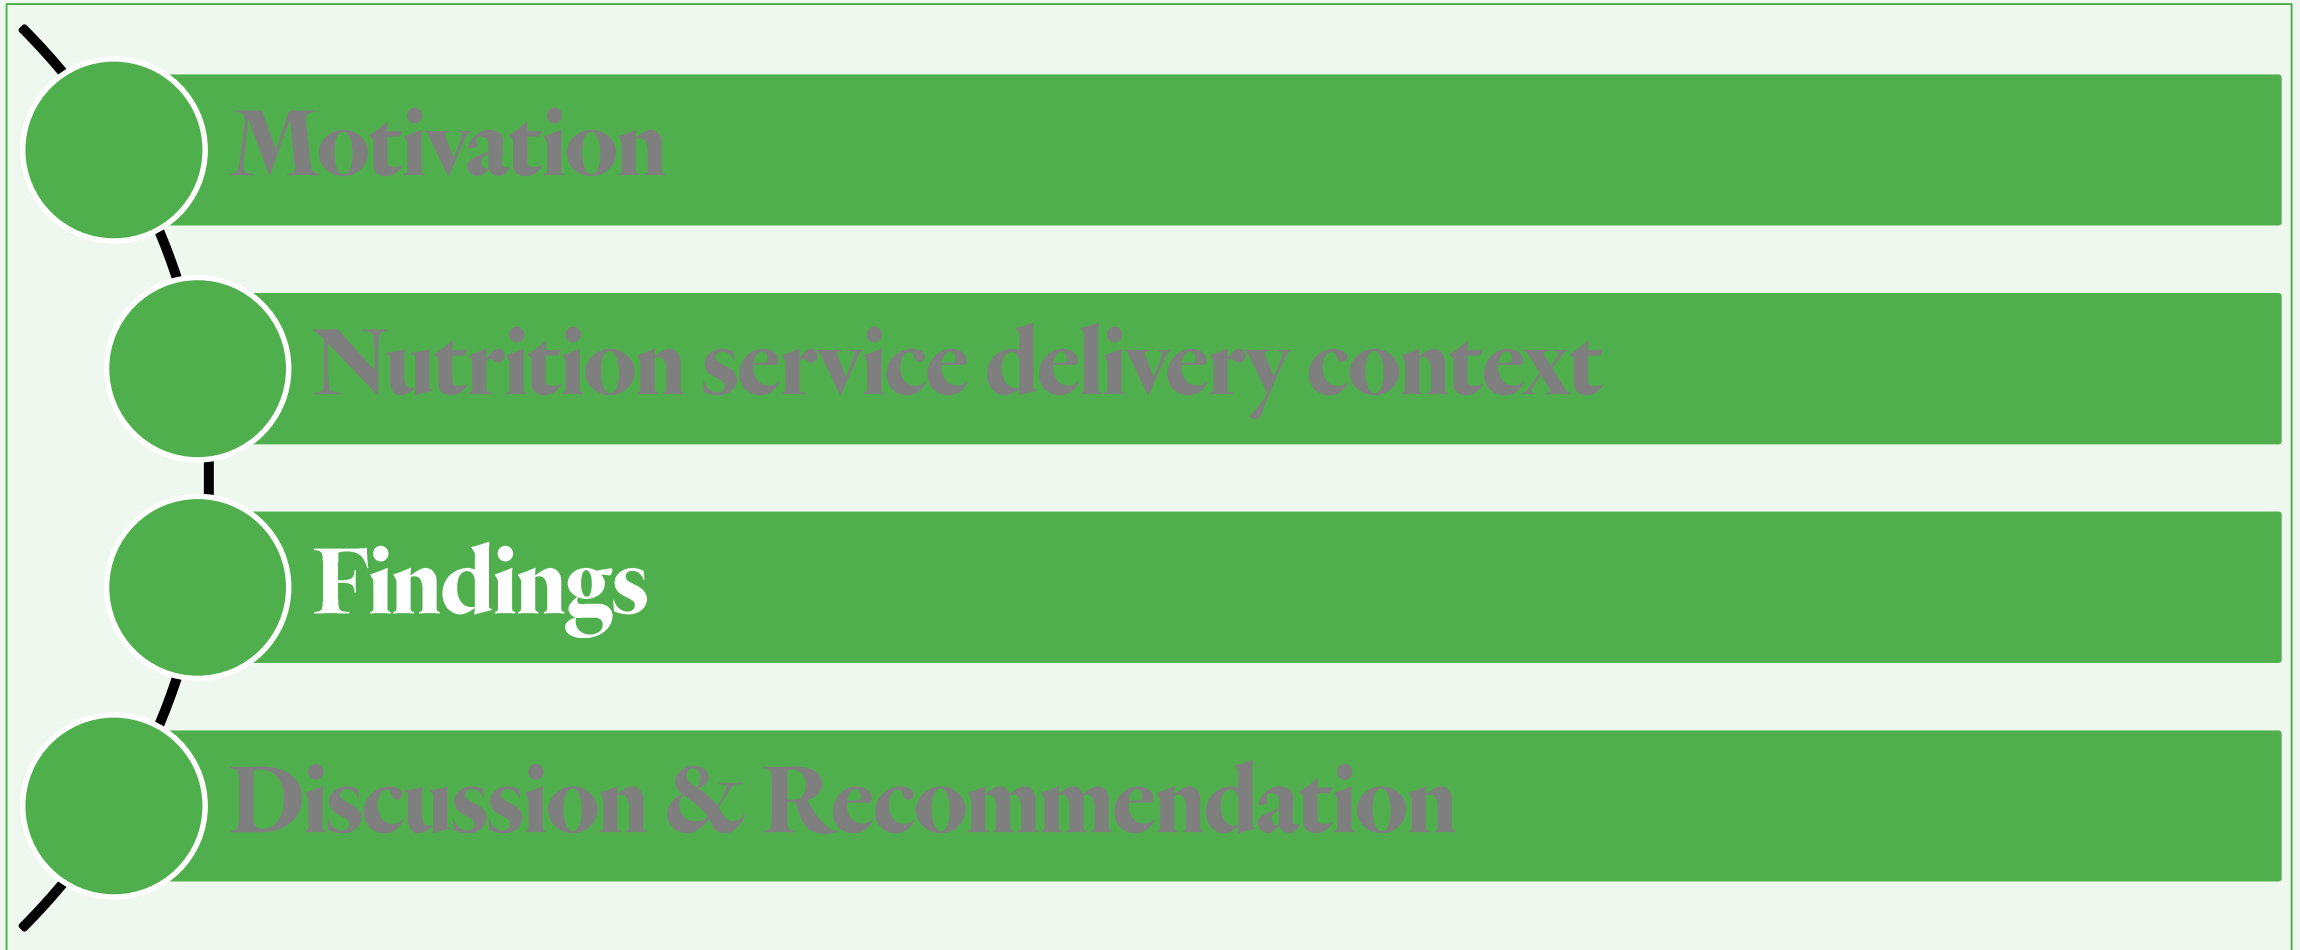 Motivation
Nutrition service delivery context
Findings
Discussion & Recommendation